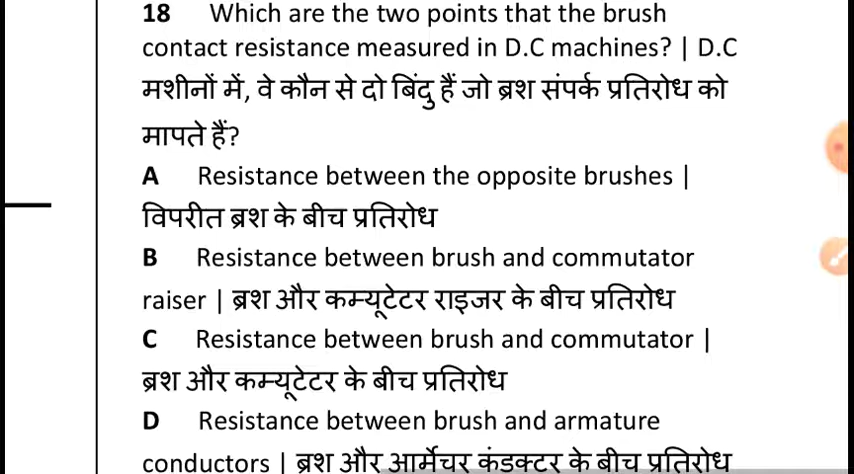 18 Which are the two points that the brush
contact resistance measured in D.C machines? | D.C
मशीनों में, वे कौन से दो बिंदु हैं जो ब्रश संपर्क प्रतिरोध को
मापते हैं?
A Resistance between the opposite brushes |
विपरीत ब्रश के बीच प्रतिरोध
B Resistance between brush and commutator
raiser | ब्रश और कम्यूटेटर राइजर के बीच प्रतिरोध
C Resistance between brush and commutator |
ब्रश और कम्यूटेटर के बीच प्रतिरोध
D Resistance between brush and armature
conductors | ब्रश और आर्मेचर कंडक्टर के बीच प्रतिरोध